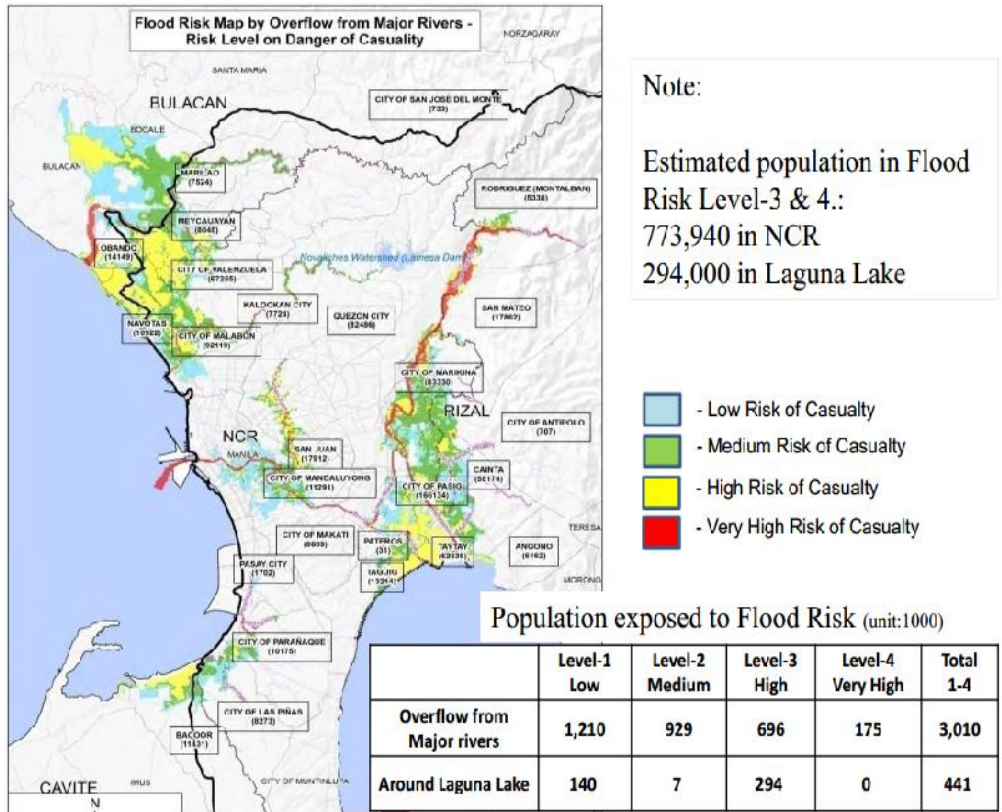 Flood Risk Map by Overflow from Major Rivers -
Risk Level on Danger of Casuality
NORZAGARAY
SANTA MARIA
BULACAN
CITY OF SAN JOSE DEL MONTE
BOCALE
BULACAN
MARILAO
RODRIGUEZ (MONTALBAN)
MEYCAUAYAN
OBANDO
(14149)
Novaliches Watershed (Lamesa Dam)
CITY OF VALENZUELA
KALOOKAN CITY
QUEZON CITY
(32486)
SAN MATEO
(17862)
NAVOTAS
CITY OF MALABON
CITY OF MARIKINA
RIZAL
CITY OF ANTIPOLO
(707)
NCR
MANILA
SAN JUAN
CITY OF MANDALUYONG
CAINTA
CITY OF PASIG
(166134)
CITY OF MAKATI
PATEROS
(31)
TAYTAY
ANGONO
TERESA
PASAY CITY
(1702)
TAGUIG
MORONG
CITY OF PARAÑAQUE
CITY OF LAS PIÑAS
(8273)
BACOOR
CAVITE
IMUS
CITY OF MUNTINLUPA
N
Note:
Estimated population in Flood
Risk Level-3 & 4.:
773,940 in NCR
294,000 in Laguna Lake
- Low Risk of Casualty
- Medium Risk of Casualty
- High Risk of Casualty
- Very High Risk of Casualty
Population exposed to Flood Risk (unit:1000)
Level-1 Level-2 Level-3 Level-4 Total
Low Medium High Very High 1-4
Overflow from
Major rivers 1,210 929 696 175 3,010
Around Laguna Lake 140 7 294 0 441